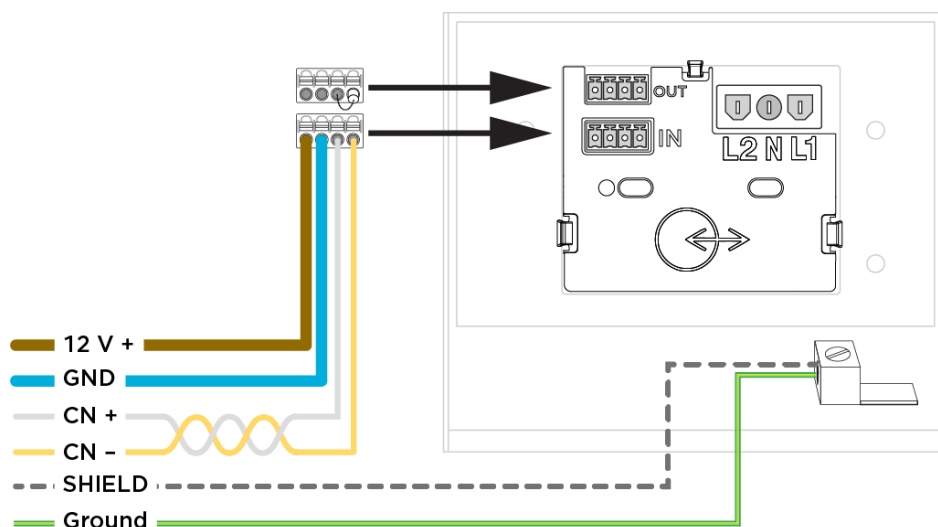 OUT
IN
L2 N L1
12 V +
GND
CN +
CN -
SHIELD
Ground